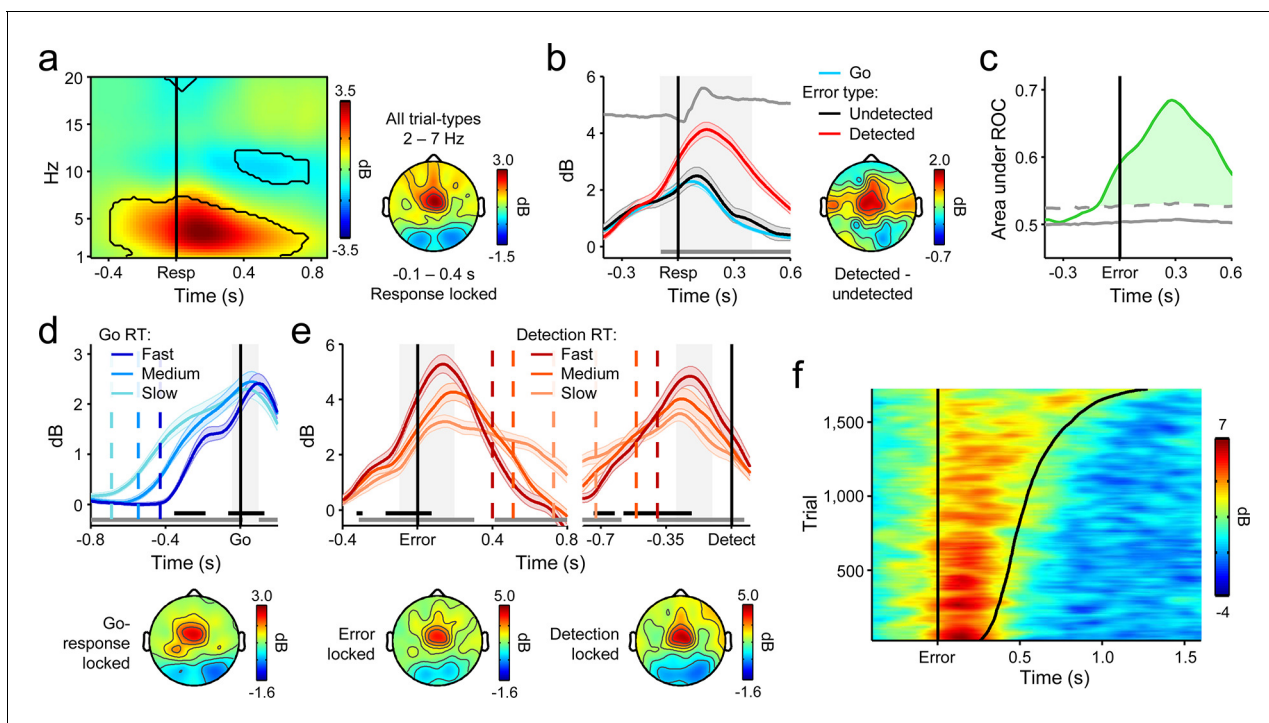 a
20
15
10
5
1
Hz
-0.4
Resp
0.4
0.8
Time (s)
3.5
-3.5
dB
All trial-types
2 – 7 Hz
3.0
-1.5
dB
-0.1 – 0.4 s
Response locked
b
6
4
2
0
dB
-0.3
Resp
0.3
0.6
Time (s)
Go
Error type:
Undetected
Detected
2.0
-0.7
dB
Detected -
undetected
c
0.7
0.6
0.5
Area under ROC
-0.3
Error
0.3
0.6
Time (s)
d
Go RT:
Fast
Medium
Slow
3
2
1
0
dB
-0.8
-0.4
Go
Time (s)
e
Detection RT:
Fast
Medium
Slow
6
4
2
0
dB
-0.4
Error
0.4
0.8
Time (s)
-0.7
-0.35
Detect
Time (s)
f
1,500
1,000
500
Trial
Error
0.5
1.0
1.5
Time (s)
7
-4
dB
Go-
response
locked
3.0
-1.6
dB
Error
locked
5.0
-1.6
dB
Detection
locked
5.0
-1.6
dB